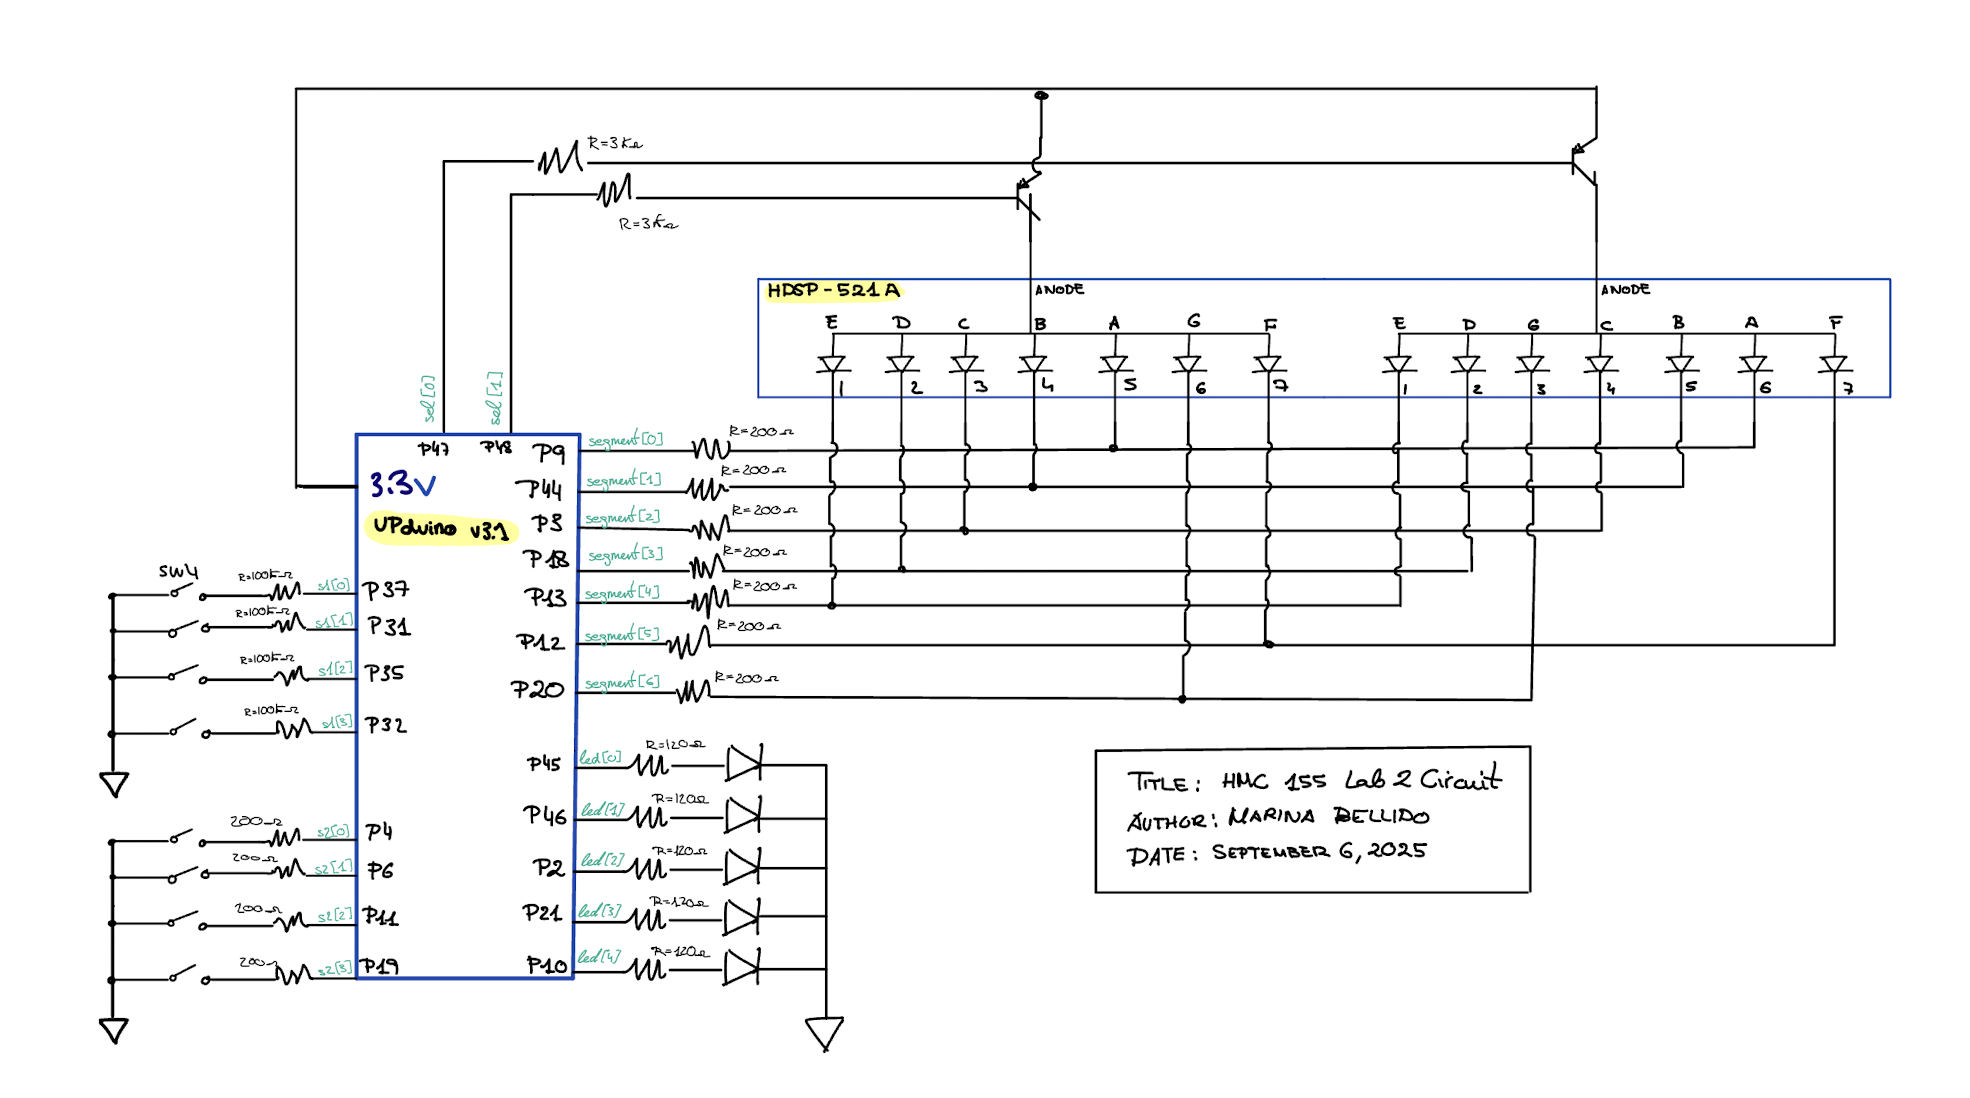 R=3KΩ
R=3KΩ
HDSP-521A
ANODE
ANODE
E D C B A G F
E D G C B A F
1 2 3 4 5 6 7
1 2 3 4 5 6 7
sel[0]
sel[1]
P47
P48
3.3V
UPduino v3.1
P9 segment[0] R=200Ω
P44 segment[1] R=200Ω
P3 segment[2] R=200Ω
P18 segment[3] R=200Ω
P13 segment[4] R=200Ω
P12 segment[5] R=200Ω
P20 segment[6] R=200Ω
SW4
R=100KΩ s1[0] P37
R=100KΩ s1[1] P31
R=100KΩ s1[2] P35
R=100KΩ s1[3] P32
200Ω s2[0] P4
200Ω s2[1] P6
200Ω s2[2] P11
200Ω s2[3] P19
P45 led[0] R=120Ω
P46 led[1] R=120Ω
P2 led[2] R=120Ω
P21 led[3] R=120Ω
P10 led[4] R=120Ω
TITLE: HMC 155 Lab 2 Circuit
AUTHOR: MARINA BELLIDO
DATE: SEPTEMBER 6, 2025